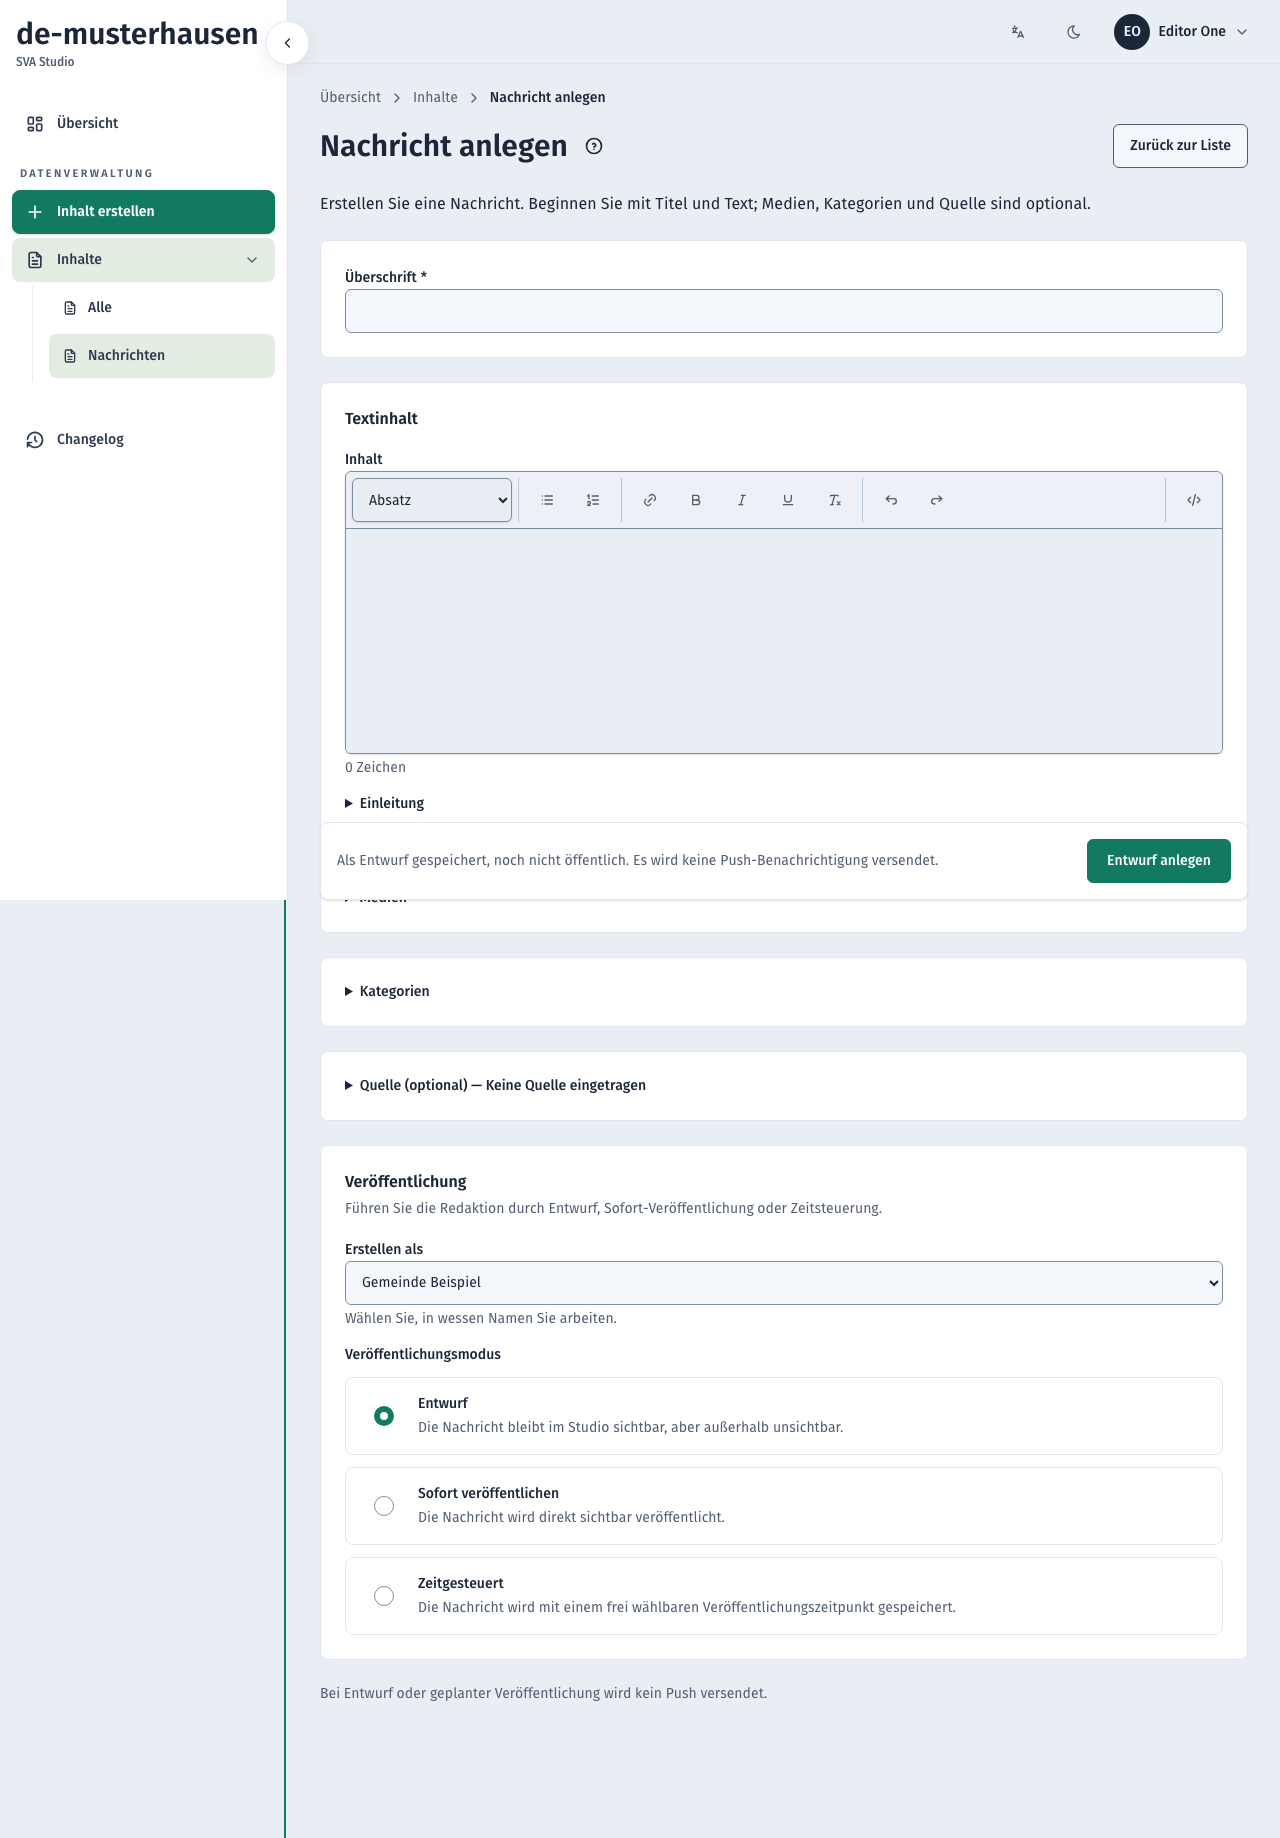 de-musterhausen
SVA Studio
Übersicht
DATENVERWALTUNG
Inhalt erstellen
Inhalte
Alle
Nachrichten
Changelog
EO Editor One
Übersicht Inhalte Nachricht anlegen
Nachricht anlegen
Zurück zur Liste
Erstellen Sie eine Nachricht. Beginnen Sie mit Titel und Text; Medien, Kategorien und Quelle sind optional.
Überschrift *
Textinhalt
Inhalt
Absatz
0 Zeichen
Einleitung
Als Entwurf gespeichert, noch nicht öffentlich. Es wird keine Push-Benachrichtigung versendet.
Entwurf anlegen
Medien
Kategorien
Quelle (optional) — Keine Quelle eingetragen
Veröffentlichung
Führen Sie die Redaktion durch Entwurf, Sofort-Veröffentlichung oder Zeitsteuerung.
Erstellen als
Gemeinde Beispiel
Wählen Sie, in wessen Namen Sie arbeiten.
Veröffentlichungsmodus
Entwurf
Die Nachricht bleibt im Studio sichtbar, aber außerhalb unsichtbar.
Sofort veröffentlichen
Die Nachricht wird direkt sichtbar veröffentlicht.
Zeitgesteuert
Die Nachricht wird mit einem frei wählbaren Veröffentlichungszeitpunkt gespeichert.
Bei Entwurf oder geplanter Veröffentlichung wird kein Push versendet.